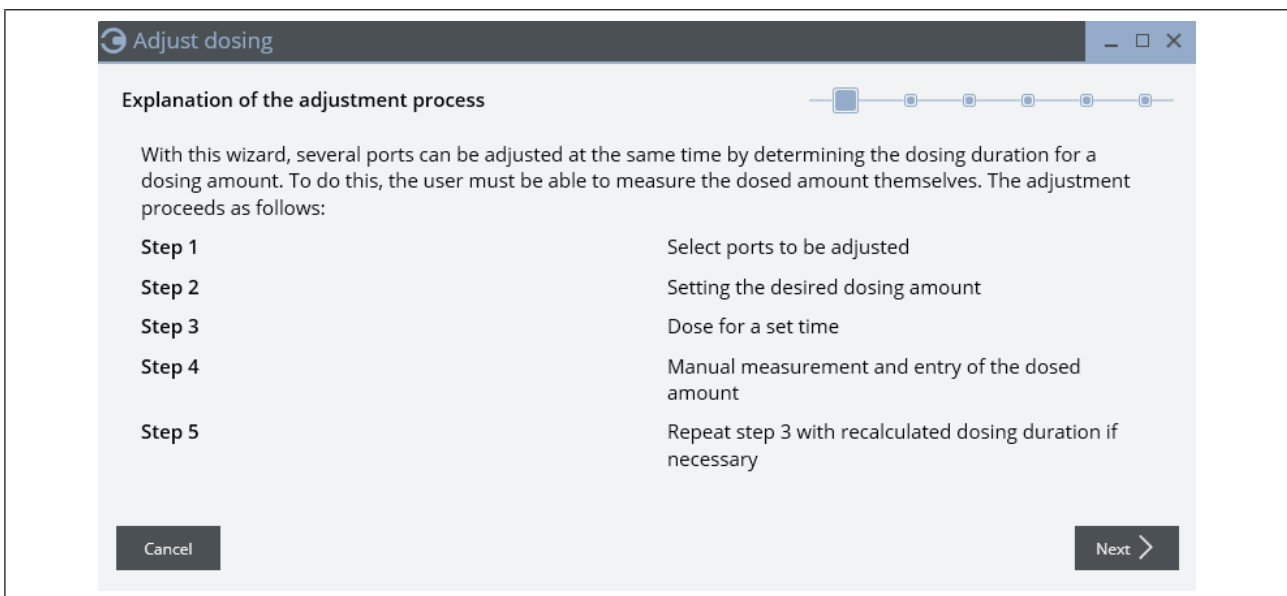 Adjust dosing
Explanation of the adjustment process
With this wizard, several ports can be adjusted at the same time by determining the dosing duration for a
dosing amount. To do this, the user must be able to measure the dosed amount themselves. The adjustment
proceeds as follows:
Step 1 Select ports to be adjusted
Step 2 Setting the desired dosing amount
Step 3 Dose for a set time
Step 4 Manual measurement and entry of the dosed
amount
Step 5 Repeat step 3 with recalculated dosing duration if
necessary
Cancel Next